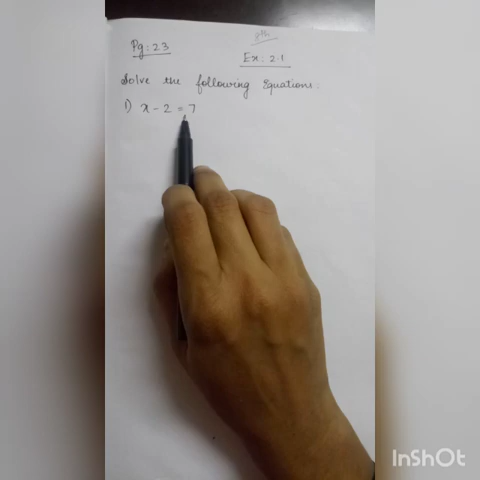 8th
Pg: 23
Ex: 2.1
Solve the following Equations:
1) x - 2 = 7
InShOt